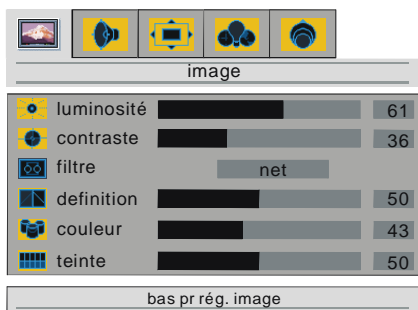 image
luminosité 61
contraste 36
filtre net
definition 50
couleur 43
teinte 50
bas pr rég. image